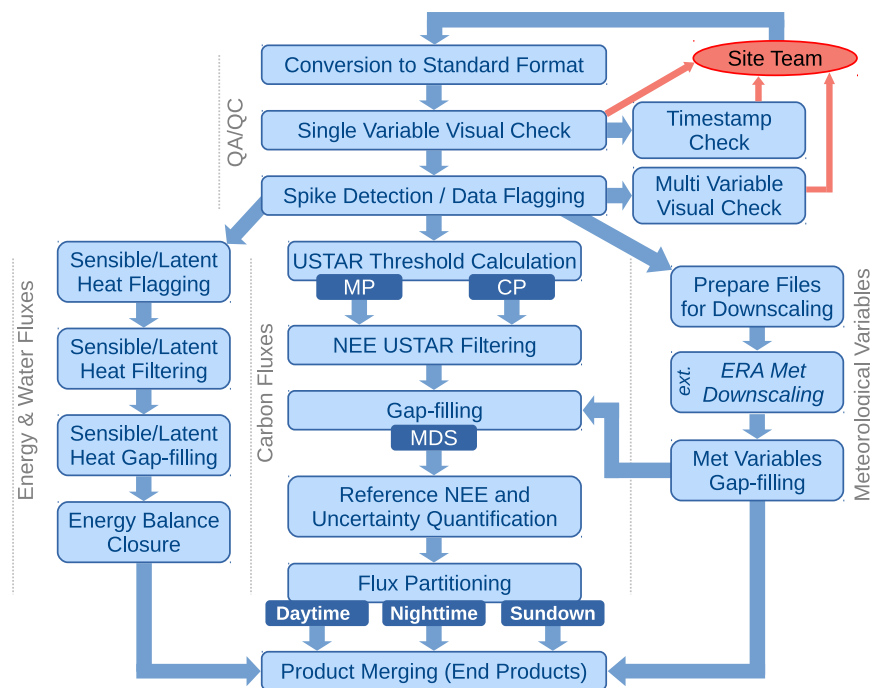 Site Team
Conversion to Standard Format
QA/QC
Single Variable Visual Check
Timestamp
Check
Spike Detection / Data Flagging
Multi Variable
Visual Check
Energy & Water Fluxes
Sensible/Latent
Heat Flagging
Sensible/Latent
Heat Filtering
Sensible/Latent
Heat Gap-filling
Energy Balance
Closure
Carbon Fluxes
USTAR Threshold Calculation
MP
CP
NEE USTAR Filtering
Gap-filling
MDS
Reference NEE and
Uncertainty Quantification
Flux Partitioning
Daytime
Nighttime
Sundown
Meteorological Variables
Prepare Files
for Downscaling
ext.
ERA Met
Downscaling
Met Variables
Gap-filling
Product Merging (End Products)